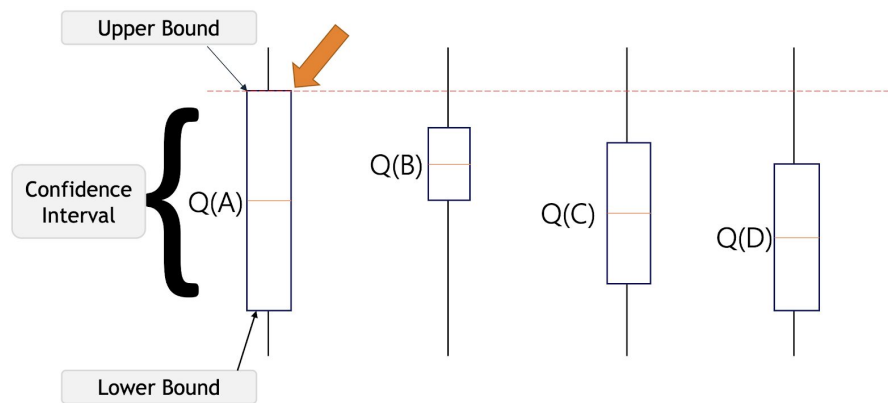 Upper Bound
Confidence
Interval
Q(A)
Q(B)
Q(C)
Q(D)
Lower Bound